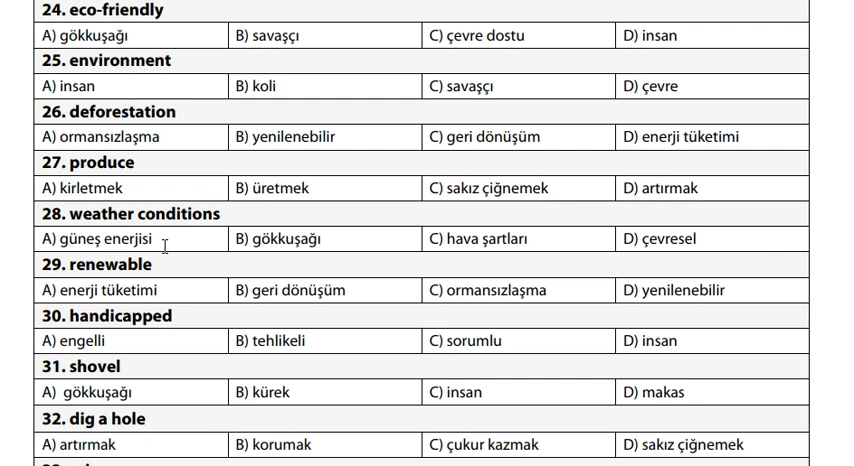 24. eco-friendly
A) gökkuşağı B) savaşçı C) çevre dostu D) insan
25. environment
A) insan B) koli C) savaşçı D) çevre
26. deforestation
A) ormansızlaşma B) yenilenebilir C) geri dönüşüm D) enerji tüketimi
27. produce
A) kirletmek B) üretmek C) sakız çiğnemek D) artırmak
28. weather conditions
A) güneş enerjisi B) gökkuşağı C) hava şartları D) çevresel
29. renewable
A) enerji tüketimi B) geri dönüşüm C) ormansızlaşma D) yenilenebilir
30. handicapped
A) engelli B) tehlikeli C) sorumlu D) insan
31. shovel
A) gökkuşağı B) kürek C) insan D) makas
32. dig a hole
A) artırmak B) korumak C) çukur kazmak D) sakız çiğnemek